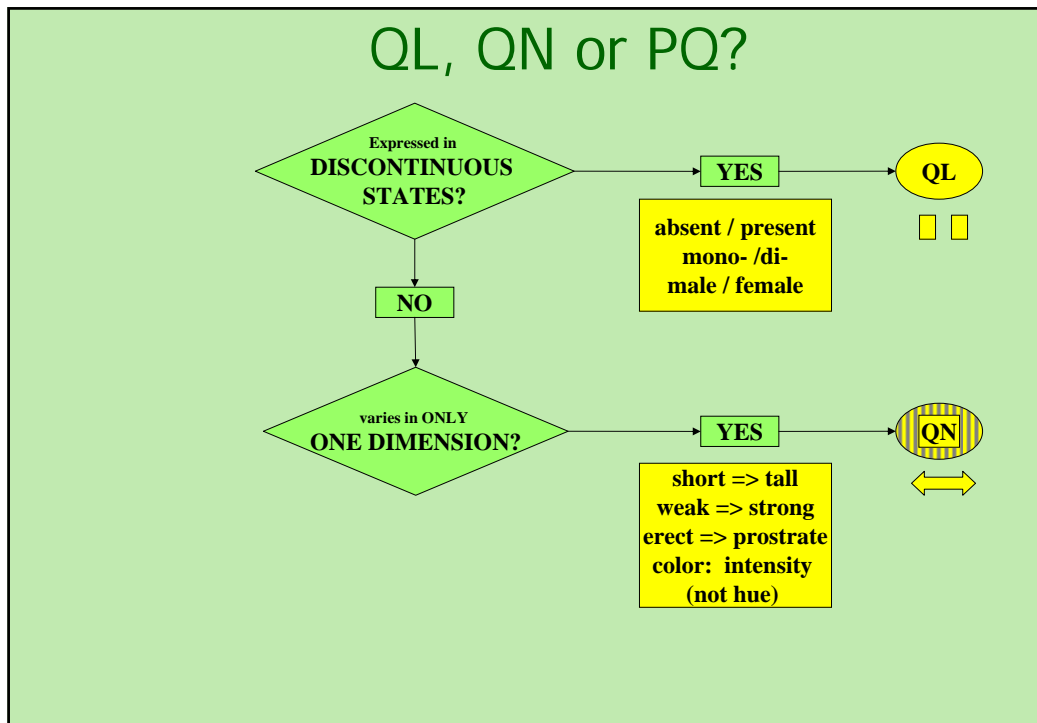 QL, QN or PQ?
Expressed in
DISCONTINUOUS
STATES?
YES
QL
absent / present
mono- /di-
male / female
NO
varies in ONLY
ONE DIMENSION?
YES
QN
short => tall
weak => strong
erect => prostrate
color: intensity
(not hue)